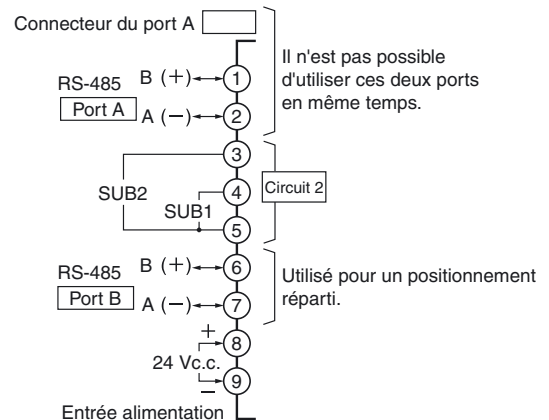 Connecteur du port A
Il n'est pas possible
d'utiliser ces deux ports
en même temps.
RS-485
Port A
B (+)
1
A (−)
2
3
SUB2
4
SUB1
Circuit 2
5
RS-485
Port B
B (+)
6
A (−)
7
Utilisé pour un positionnement
réparti.
+
8
24 Vc.c.
−
9
Entrée alimentation